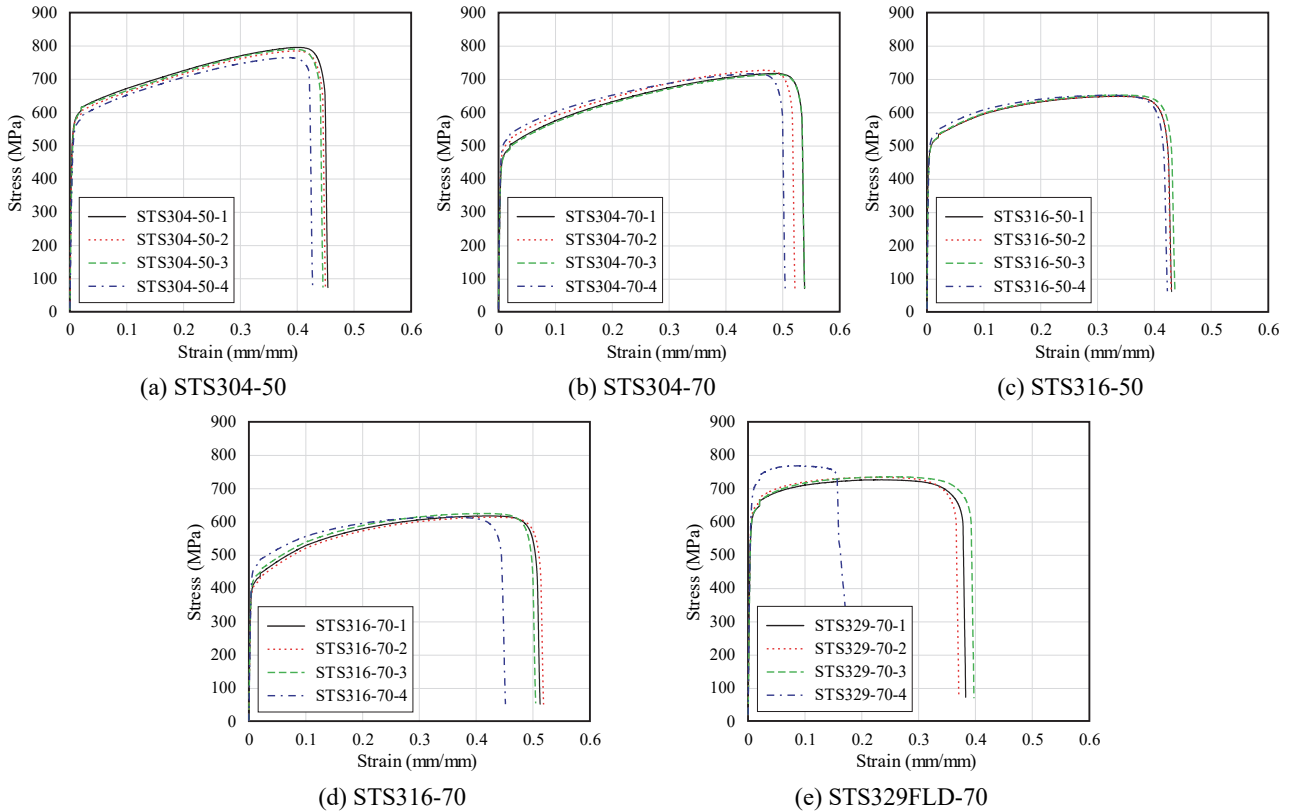 900
800
700
600
500
400
300
200
100
0
Stress (MPa)
STS304-50-1
STS304-50-2
STS304-50-3
STS304-50-4
0 0.1 0.2 0.3 0.4 0.5 0.6
Strain (mm/mm)
(a) STS304-50
900
800
700
600
500
400
300
200
100
0
Stress (MPa)
STS304-70-1
STS304-70-2
STS304-70-3
STS304-70-4
0 0.1 0.2 0.3 0.4 0.5 0.6
Strain (mm/mm)
(b) STS304-70
900
800
700
600
500
400
300
200
100
0
Stress (MPa)
STS316-50-1
STS316-50-2
STS316-50-3
STS316-50-4
0 0.1 0.2 0.3 0.4 0.5 0.6
Strain (mm/mm)
(c) STS316-50
900
800
700
600
500
400
300
200
100
0
Stress (MPa)
STS316-70-1
STS316-70-2
STS316-70-3
STS316-70-4
0 0.1 0.2 0.3 0.4 0.5 0.6
Strain (mm/mm)
(d) STS316-70
900
800
700
600
500
400
300
200
100
0
Stress (MPa)
STS329-70-1
STS329-70-2
STS329-70-3
STS329-70-4
0 0.1 0.2 0.3 0.4 0.5 0.6
Strain (mm/mm)
(e) STS329FLD-70